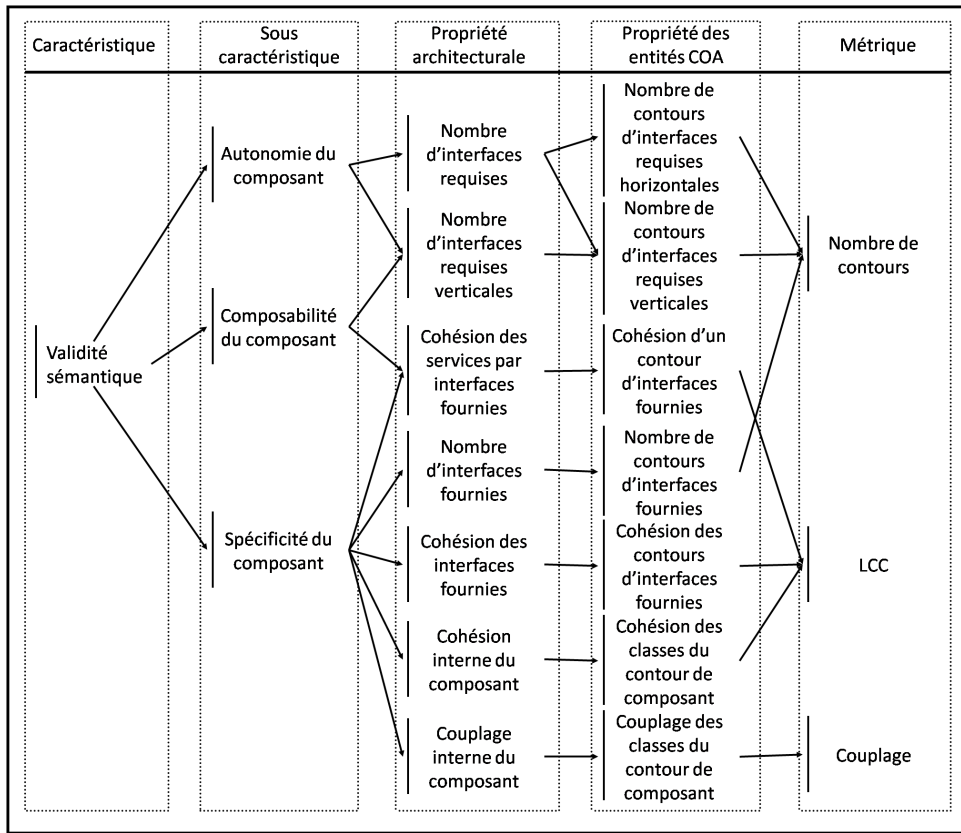 Caractéristique
Sous
caractéristique
Propriété
architecturale
Propriété des
entités COA
Métrique
Validité
sémantique
Autonomie du
composant
Composabilité
du composant
Spécificité du
composant
Nombre
d'interfaces
requises
Nombre
d'interfaces
requises
verticales
Cohésion des
services par
interfaces
fournies
Nombre
d'interfaces
fournies
Cohésion des
interfaces
fournies
Cohésion
interne du
composant
Couplage
interne du
composant
Nombre de
contours
d'interfaces
requises
horizontales
Nombre de
contours
d'interfaces
requises
verticales
Cohésion d'un
contour
d'interfaces
fournies
Nombre de
contours
d'interfaces
fournies
Cohésion des
contours
d'interfaces
fournies
Cohésion des
classes du
contour de
composant
Couplage des
classes du
contour de
composant
Nombre de
contours
LCC
Couplage